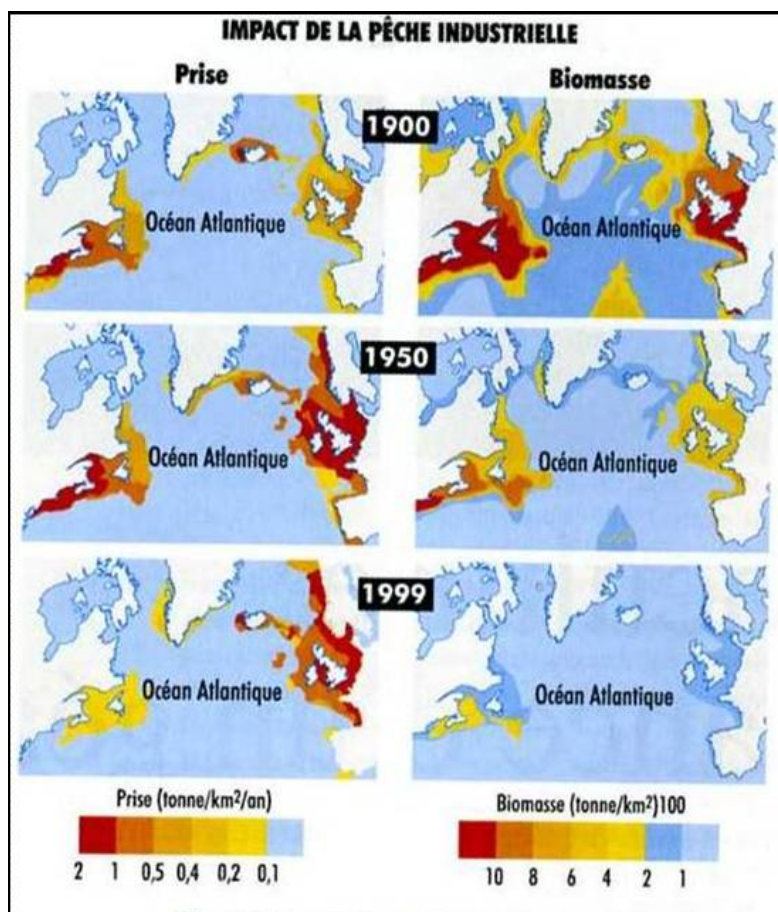 IMPACT DE LA PÊCHE INDUSTRIELLE
Prise
Biomasse
1900
Océan Atlantique
Océan Atlantique
1950
Océan Atlantique
Océan Atlantique
1999
Océan Atlantique
Océan Atlantique
Prise (tonne/km²/an)
2 1 0,5 0,4 0,2 0,1
Biomasse (tonne/km²)100
10 8 6 4 2 1